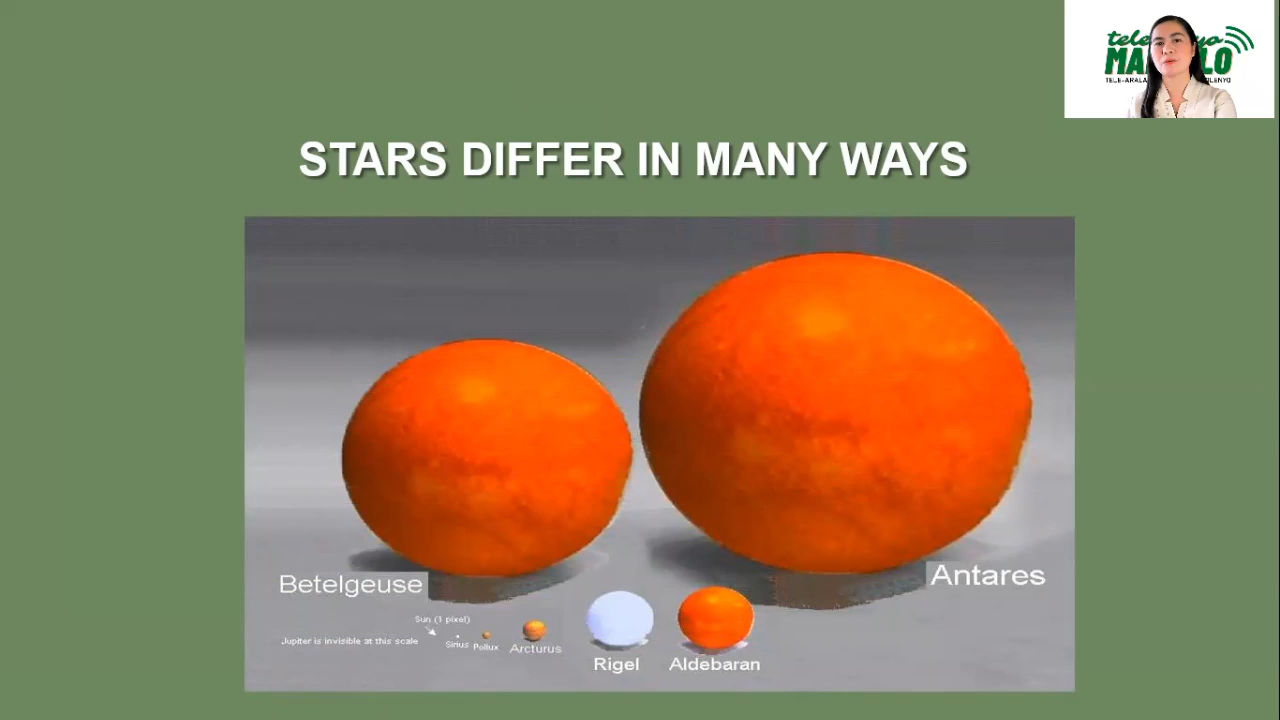 STARS DIFFER IN MANY WAYS
Betelgeuse
Antares
Sun (1 pixel)
Jupiter is invisible at this scale
Sirius
Pollux
Arcturus
Rigel
Aldebaran